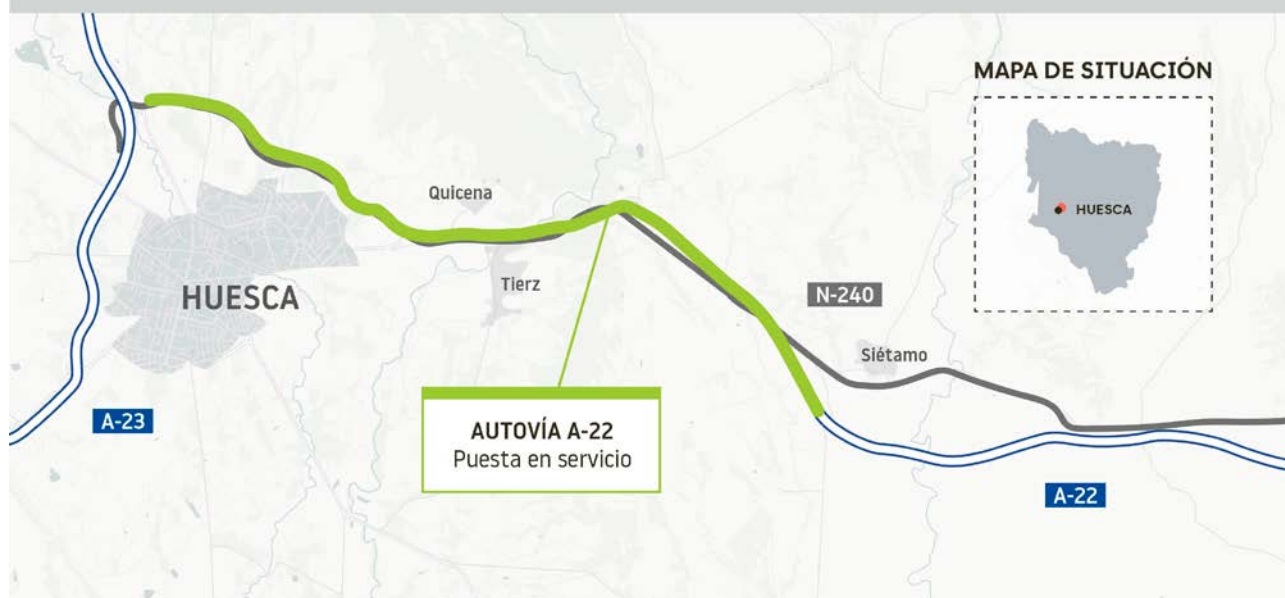 MAPA DE SITUACIÓN
HUESCA
Quicena
Tierz
HUESCA
N-240
Siétamo
A-23
AUTOVÍA A-22
Puesta en servicio
A-22